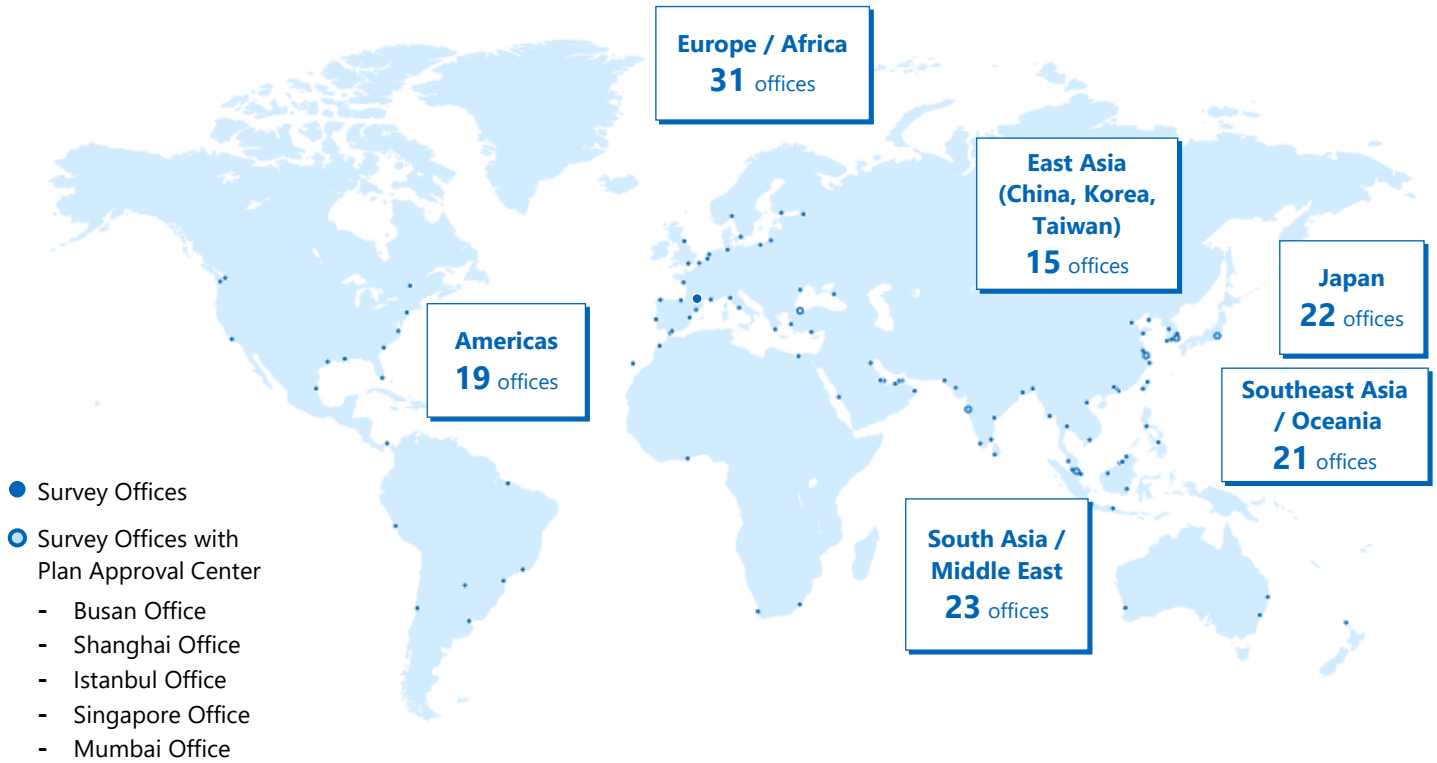 Europe / Africa
31 offices
East Asia
(China, Korea,
Taiwan)
15 offices
Japan
22 offices
Americas
19 offices
Southeast Asia
/ Oceania
21 offices
South Asia /
Middle East
23 offices
Survey Offices
Survey Offices with
Plan Approval Center
- Busan Office
- Shanghai Office
- Istanbul Office
- Singapore Office
- Mumbai Office